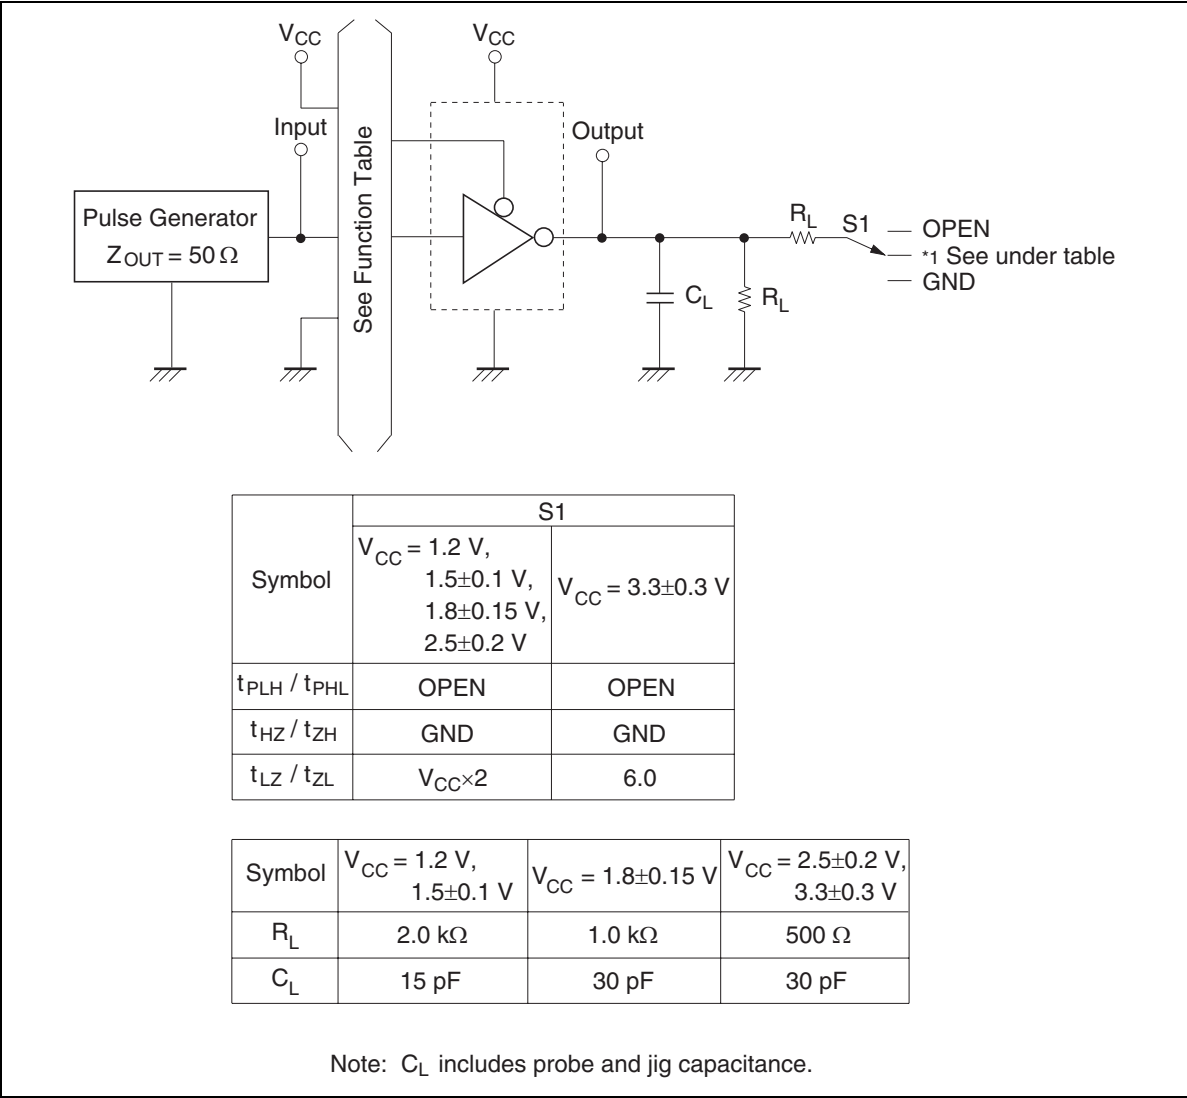 VCC
VCC
Input
Output
See Function Table
Pulse Generator
ZOUT = 50 Ω
RL
S1
OPEN
*1 See under table
GND
CL
RL
Symbol
S1
VCC = 1.2 V,
1.5±0.1 V,
1.8±0.15 V,
2.5±0.2 V
VCC = 3.3±0.3 V
tPLH / tPHL
OPEN
OPEN
tHZ / tZH
GND
GND
tLZ / tZL
VCC×2
6.0
Symbol
VCC = 1.2 V,
1.5±0.1 V
VCC = 1.8±0.15 V
VCC = 2.5±0.2 V,
3.3±0.3 V
RL
2.0 kΩ
1.0 kΩ
500 Ω
CL
15 pF
30 pF
30 pF
Note: CL includes probe and jig capacitance.